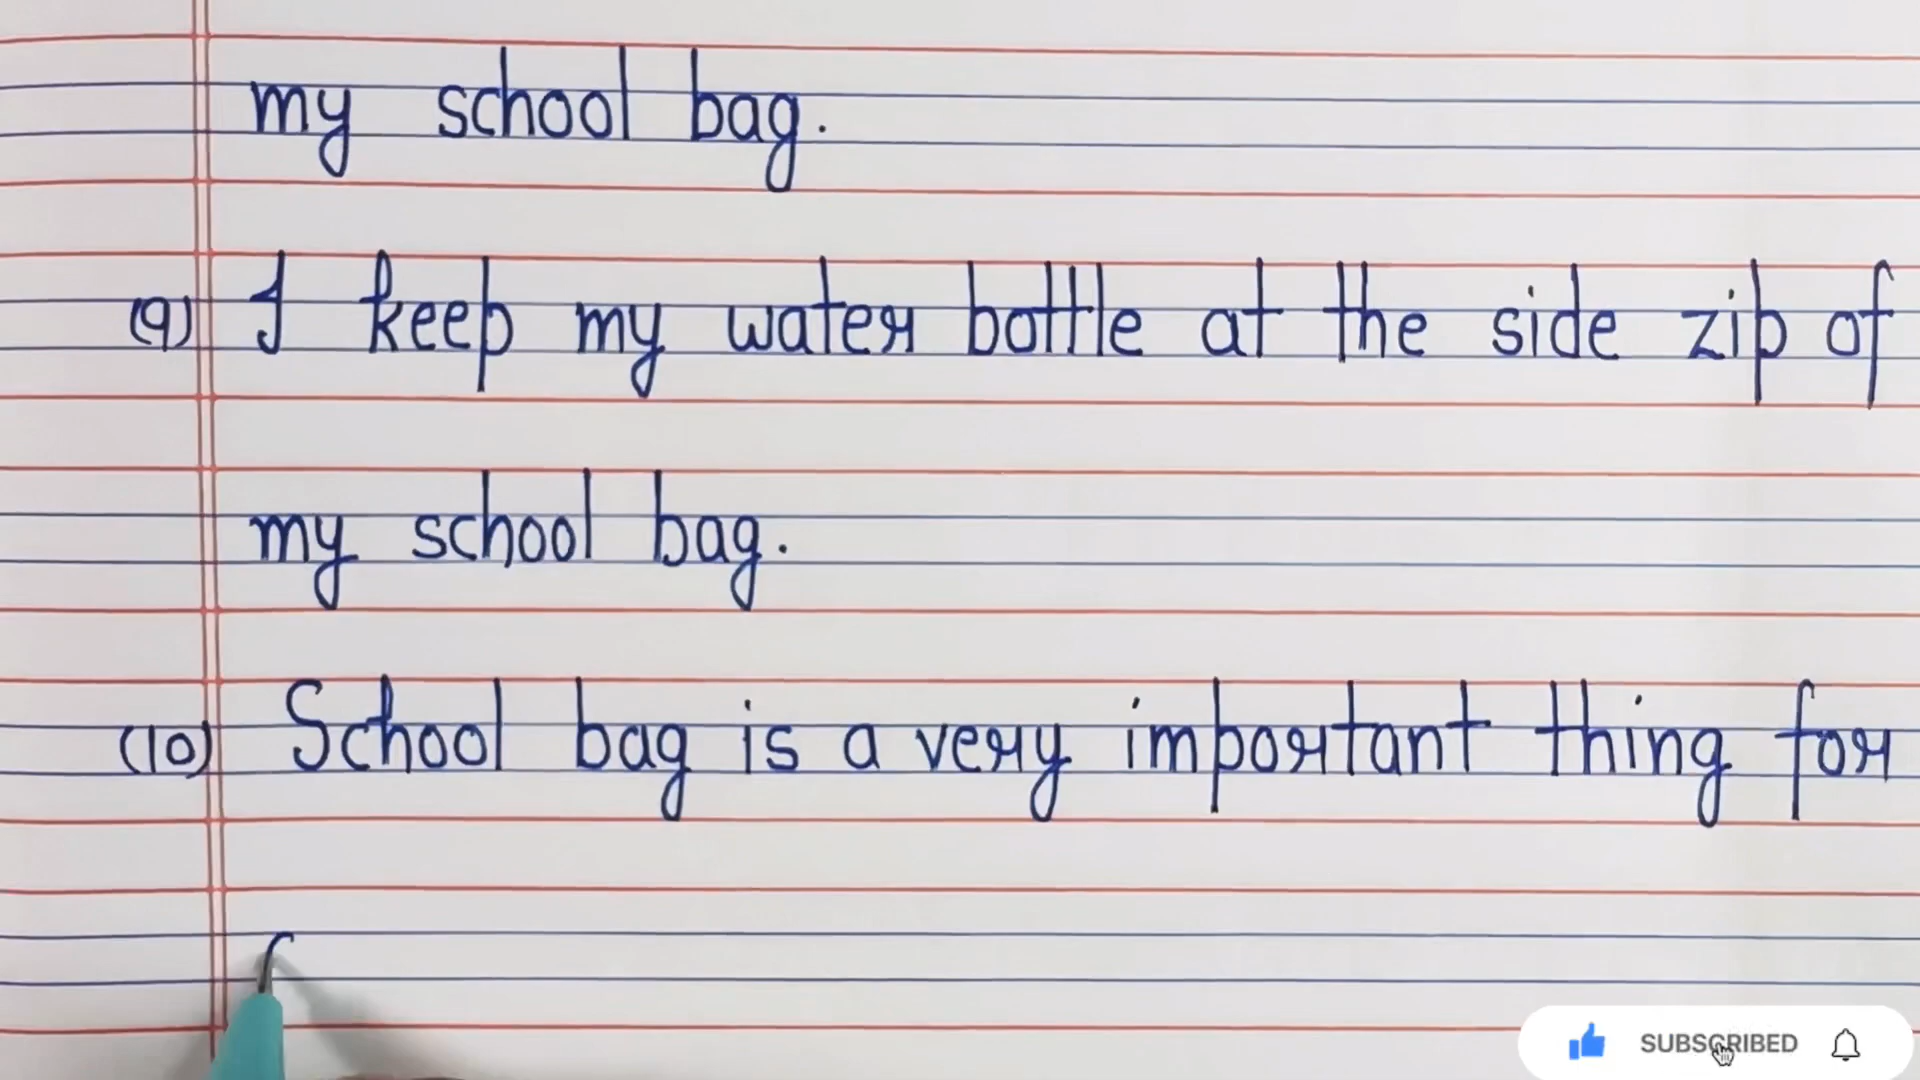 my school bag.
(9) I keep my water bottle at the side zip of
my school bag.
(10) School bag is a very important thing for
SUBSCRIBED